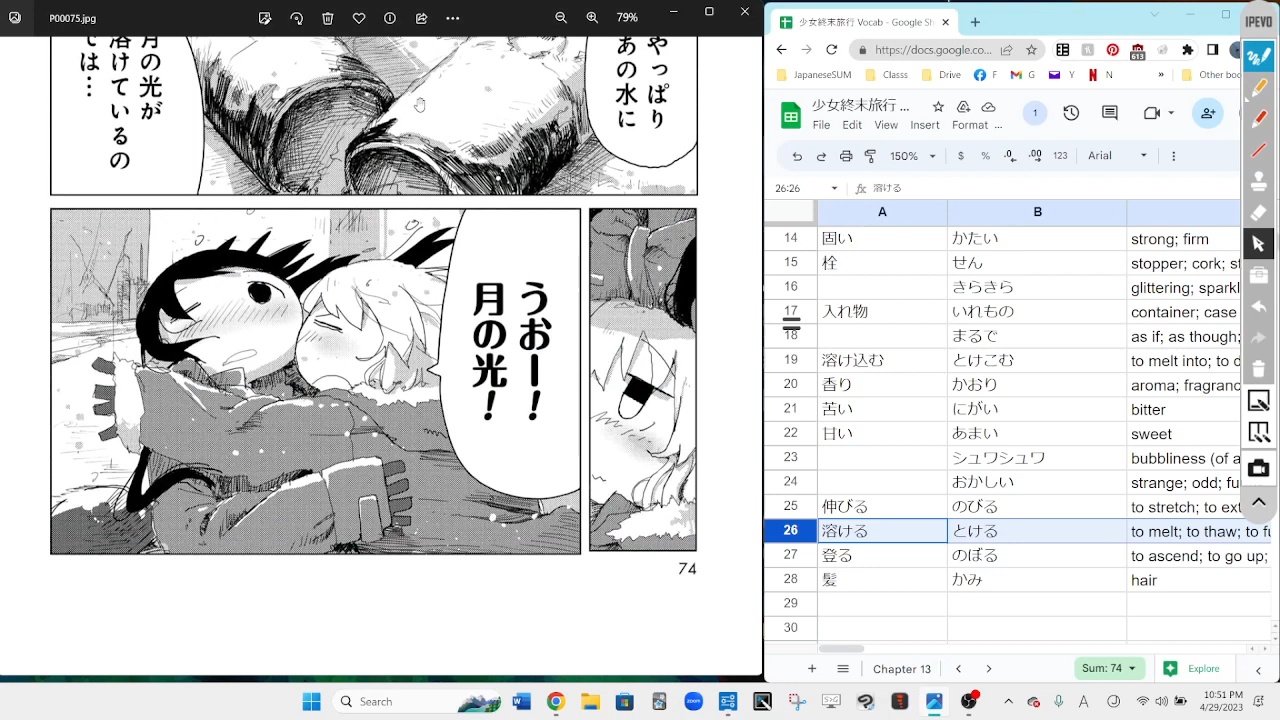 P00075.jpg
79%
やっぱり
あの水に
月の光が
溶けているの
では…
うおー！
月の光！
74
少女終末旅行 Vocab - Google Sh
https://docs.google.co...
613
JapaneseSUM
Class
Drive
F
G
Y
N
»
Other boo
少女終末旅行 ...
1
File
Edit
View
Insert
Format ...
150%
$
%
.0
.00
123
Arial
26:26
fx
溶ける
A
B
14 固い かたい strong; firm
15 栓 せん stopper; cork; st
16 きらきら glittering; sparkl
17 入れ物 いれもの container; case
18 まるで as if, as though;
19 溶け込む とけこむ to melt into; to d
20 香り かおり aroma; fragran
21 苦い にがい bitter
22 甘い あまい sweet
23 シュワシュワ bubbliness (of a
24 おかしい strange; odd; fu
25 伸びる のびる to stretch; to ex
26 溶ける とける to melt; to thaw; to fu
27 登る のぼる to ascend; to go up;
28 髪 かみ hair
29
30
Chapter 13
Sum: 74
Explore
IPEVO
Search
zoom
A
10:53:51 PM